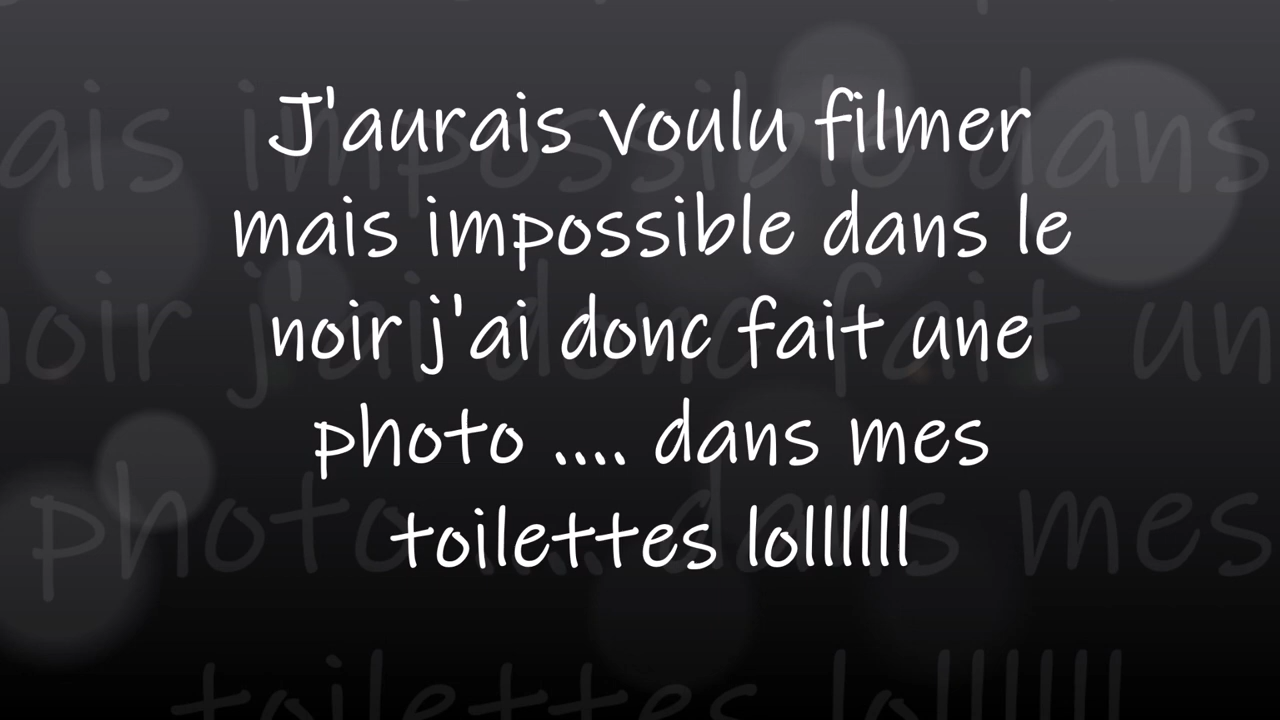 J'aurais voulu filmer
mais impossible dans le
noir j'ai donc fait une
photo .... dans mes
toilettes lolllllll